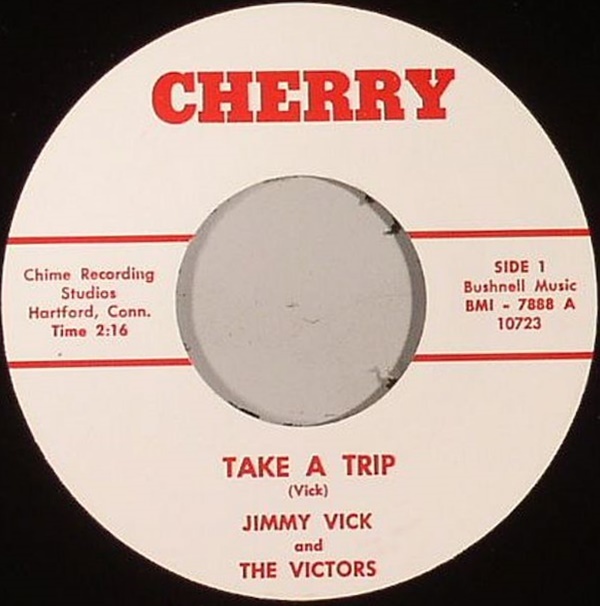 CHERRY
Chime Recording
Studios
Hartford, Conn.
Time 2:16
SIDE 1
Bushnell Music
BMI - 7888 A
10723
TAKE A TRIP
(Vick)
JIMMY VICK
and
THE VICTORS